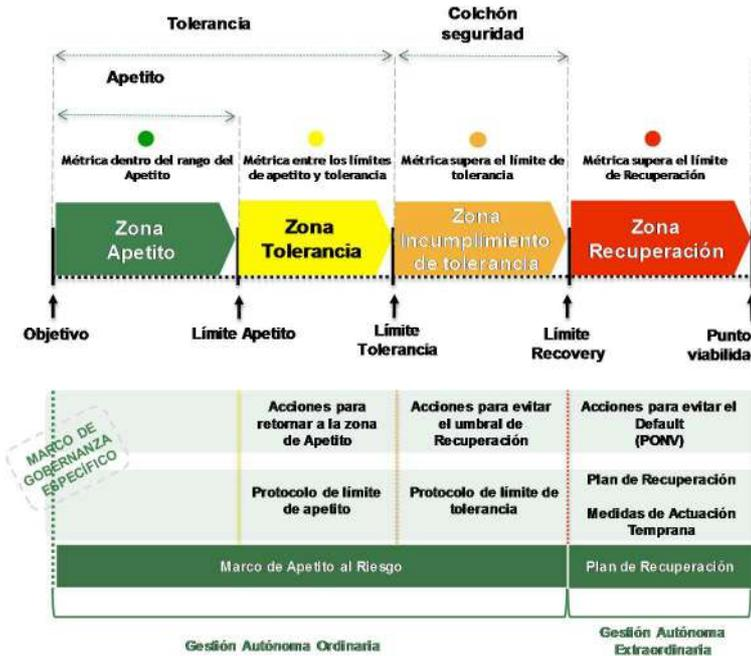 Tolerancia
Colchón
seguridad
Apetito
Métrica dentro del rango del
Apetito
Métrica entre los límites
de apetito y tolerancia
Métrica supera el límite de
tolerancia
Métrica supera el límite
de Recuperación
Zona
Apetito
Zona
Tolerancia
Zona
Incumplimiento
de tolerancia
Zona
Recuperación
Objetivo
Límite Apetito
Límite
Tolerancia
Límite
Recovery
Punto
viabilida
MARCO DE
GOBERNANZA
ESPECÍFICO
Acciones para
retornar a la zona
de Apetito
Acciones para evitar
el umbral de
Recuperación
Acciones para evitar el
Default
(PONV)
Protocolo de límite
de apetito
Protocolo de límite de
tolerancia
Plan de Recuperación
Medidas de Actuación
Temprana
Marco de Apetito al Riesgo
Plan de Recuperación
Gestión Autónoma Ordinaria
Gestión Autónoma
Extraordinaria